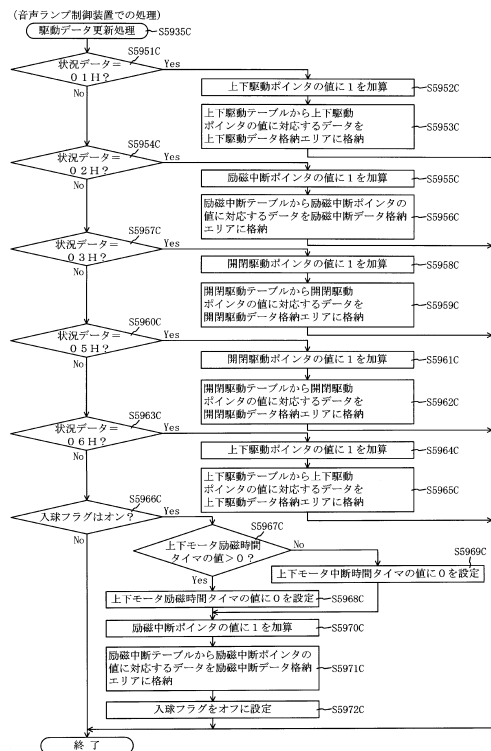 (音声ランプ制御装置での処理)
駆動データ更新処理
S5935C
状況データ=
01H?
S5951C
Yes
No
上下駆動ポインタの値に1を加算
S5952C
上下駆動テーブルから上下駆動
ポインタの値に対応するデータを
上下駆動データ格納エリアに格納
S5953C
状況データ=
02H?
S5954C
Yes
No
励磁中断ポインタの値に1を加算
S5955C
励磁中断テーブルから励磁中断ポインタの
値に対応するデータを励磁中断データ格納
エリアに格納
S5956C
状況データ=
03H?
S5957C
Yes
No
開閉駆動ポインタの値に1を加算
S5958C
開閉駆動テーブルから開閉駆動
ポインタの値に対応するデータを
開閉駆動データ格納エリアに格納
S5959C
状況データ=
05H?
S5960C
Yes
No
開閉駆動ポインタの値に1を加算
S5961C
開閉駆動テーブルから開閉駆動
ポインタの値に対応するデータを
開閉駆動データ格納エリアに格納
S5962C
状況データ=
06H?
S5963C
Yes
No
上下駆動ポインタの値に1を加算
S5964C
上下駆動テーブルから上下駆動
ポインタの値に対応するデータを
上下駆動データ格納エリアに格納
S5965C
入球フラグはオン?
S5966C
Yes
No
上下モータ励磁時間
タイマの値>0?
S5967C
No
Yes
上下モータ中断時間タイマの値に0を設定
S5969C
上下モータ励磁時間タイマの値に0を設定
S5968C
励磁中断ポインタの値に1を加算
S5970C
励磁中断テーブルから励磁中断ポインタの
値に対応するデータを励磁中断データ格納
エリアに格納
S5971C
入球フラグをオフに設定
S5972C
終了